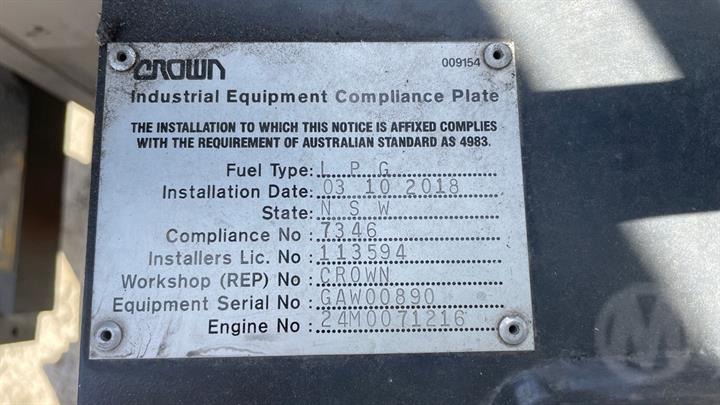 CROWN
009154
Industrial Equipment Compliance Plate
THE INSTALLATION TO WHICH THIS NOTICE IS AFFIXED COMPLIES
WITH THE REQUIREMENT OF AUSTRALIAN STANDARD AS 4983.
Fuel Type: L P G
Installation Date: 03 10 2018
State: N S W
Compliance No : 7346
Installers Lic. No : 113594
Workshop (REP) No : CROWN
Equipment Serial No : GAW00890
Engine No : 24M0071216
M